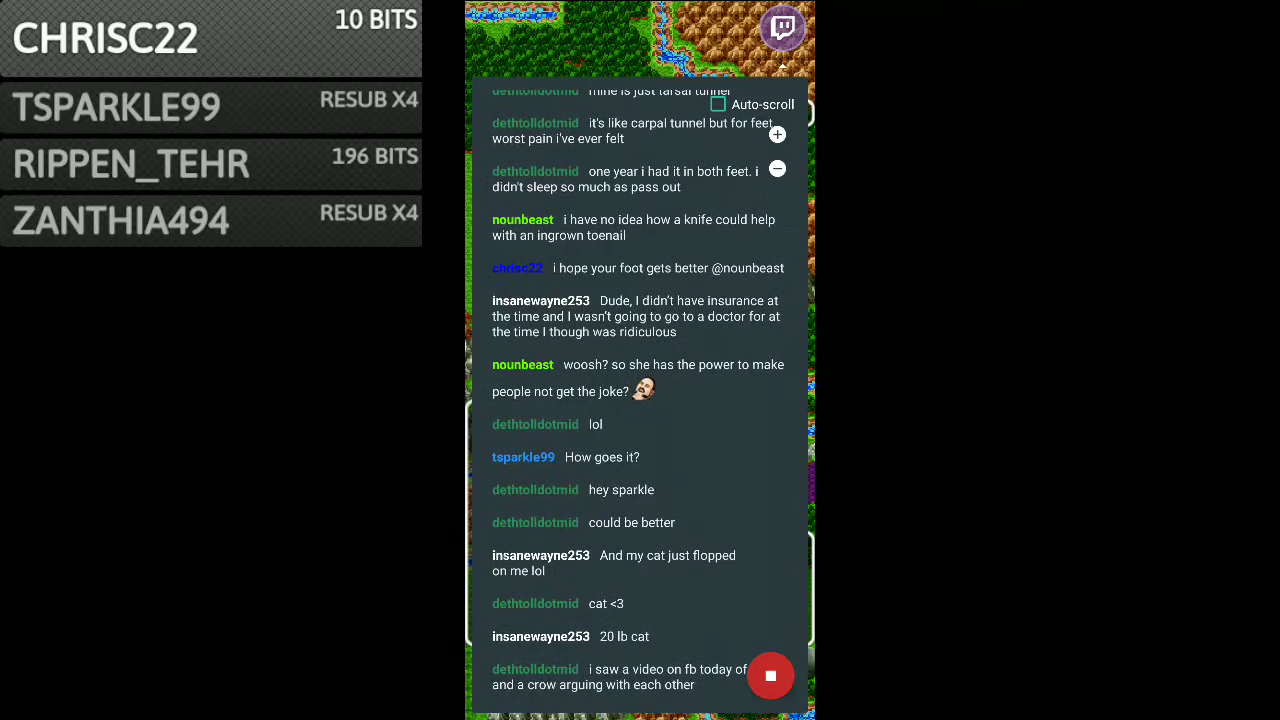 CHRISC22 10 BITS
TSPARKLE99 RESUB X4
RIPPEN_TEHR 196 BITS
ZANTHIA494 RESUB X4
dethtolldotmid mine is just tarsal tunnel
Auto-scroll
dethtolldotmid it's like carpal tunnel but for feet
worst pain i've ever felt
dethtolldotmid one year i had it in both feet. i
didn't sleep so much as pass out
nounbeast i have no idea how a knife could help
with an ingrown toenail
chrisc22 i hope your foot gets better @nounbeast
insanewayne253 Dude, I didn't have insurance at
the time and I wasn't going to go to a doctor for at
the time I though was ridiculous
nounbeast woosh? so she has the power to make
people not get the joke?
dethtolldotmid lol
tsparkle99 How goes it?
dethtolldotmid hey sparkle
dethtolldotmid could be better
insanewayne253 And my cat just flopped
on me lol
dethtolldotmid cat <3
insanewayne253 20 lb cat
dethtolldotmid i saw a video on fb today of
and a crow arguing with each other